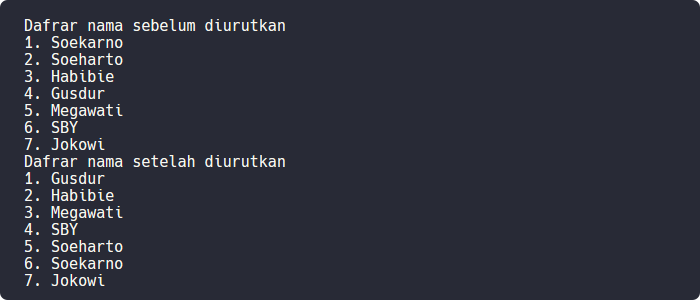 Dafrar nama sebelum diurutkan
1. Soekarno
2. Soeharto
3. Habibie
4. Gusdur
5. Megawati
6. SBY
7. Jokowi
Dafrar nama setelah diurutkan
1. Gusdur
2. Habibie
3. Megawati
4. SBY
5. Soeharto
6. Soekarno
7. Jokowi